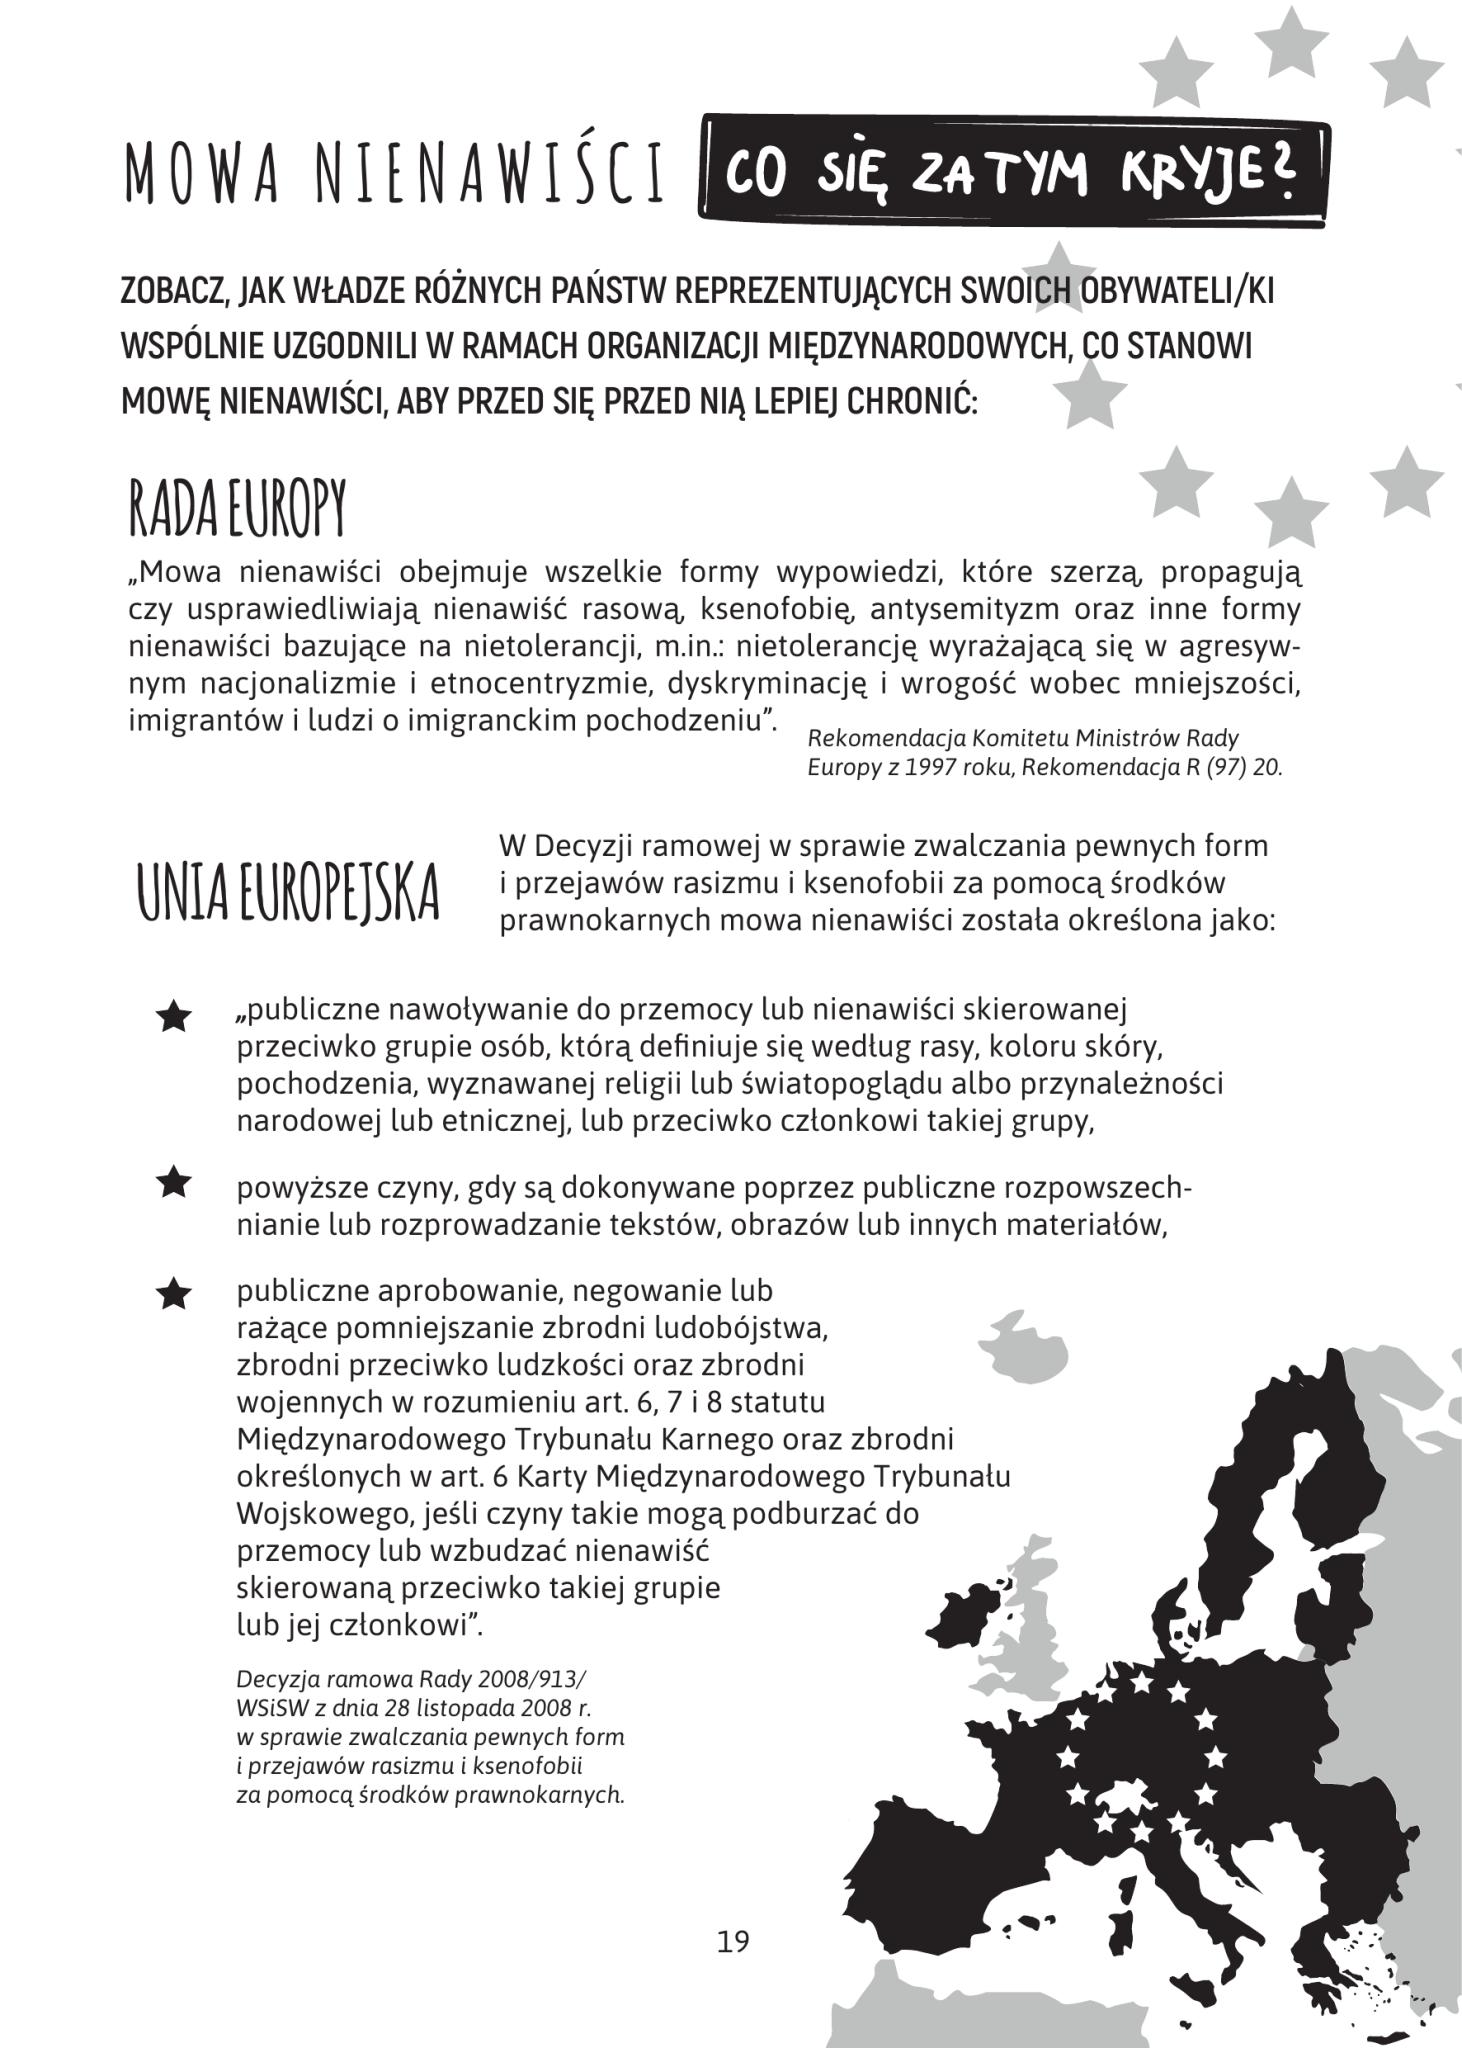 MOWA NIENAWIŚCI CO SIĘ ZA TYM KRYJE?
ZOBACZ, JAK WŁADZE RÓŻNYCH PAŃSTW REPREZENTUJĄCYCH SWOICH OBYWATELI/KI
WSPÓLNIE UZGODNILI W RAMACH ORGANIZACJI MIĘDZYNARODOWYCH, CO STANOWI
MOWĘ NIENAWIŚCI, ABY PRZED SIĘ PRZED NIĄ LEPIEJ CHRONIĆ:
RADA EUROPY
„Mowa nienawiści obejmuje wszelkie formy wypowiedzi, które szerzą, propagują
czy usprawiedliwiają nienawiść rasową, ksenofobię, antysemityzm oraz inne formy
nienawiści bazujące na nietolerancji, m.in.: nietolerancję wyrażającą się w agresyw-
nym nacjonalizmie i etnocentryzmie, dyskryminację i wrogość wobec mniejszości,
imigrantów i ludzi o imigranckim pochodzeniu”.
Rekomendacja Komitetu Ministrów Rady
Europy z 1997 roku, Rekomendacja R (97) 20.
UNIA EUROPEJSKA
W Decyzji ramowej w sprawie zwalczania pewnych form
i przejawów rasizmu i ksenofobii za pomocą środków
prawnokarnych mowa nienawiści została określona jako:
„publiczne nawoływanie do przemocy lub nienawiści skierowanej
przeciwko grupie osób, którą definiuje się według rasy, koloru skóry,
pochodzenia, wyznawanej religii lub światopoglądu albo przynależności
narodowej lub etnicznej, lub przeciwko członkowi takiej grupy,
powyższe czyny, gdy są dokonywane poprzez publiczne rozpowszech-
nianie lub rozprowadzanie tekstów, obrazów lub innych materiałów,
publiczne aprobowanie, negowanie lub
rażące pomniejszanie zbrodni ludobójstwa,
zbrodni przeciwko ludzkości oraz zbrodni
wojennych w rozumieniu art. 6, 7 i 8 statutu
Międzynarodowego Trybunału Karnego oraz zbrodni
określonych w art. 6 Karty Międzynarodowego Trybunału
Wojskowego, jeśli czyny takie mogą podburzać do
przemocy lub wzbudzać nienawiść
skierowaną przeciwko takiej grupie
lub jej członkowi”.
Decyzja ramowa Rady 2008/913/
WSiSW z dnia 28 listopada 2008 r.
w sprawie zwalczania pewnych form
i przejawów rasizmu i ksenofobii
za pomocą środków prawnokarnych.
19